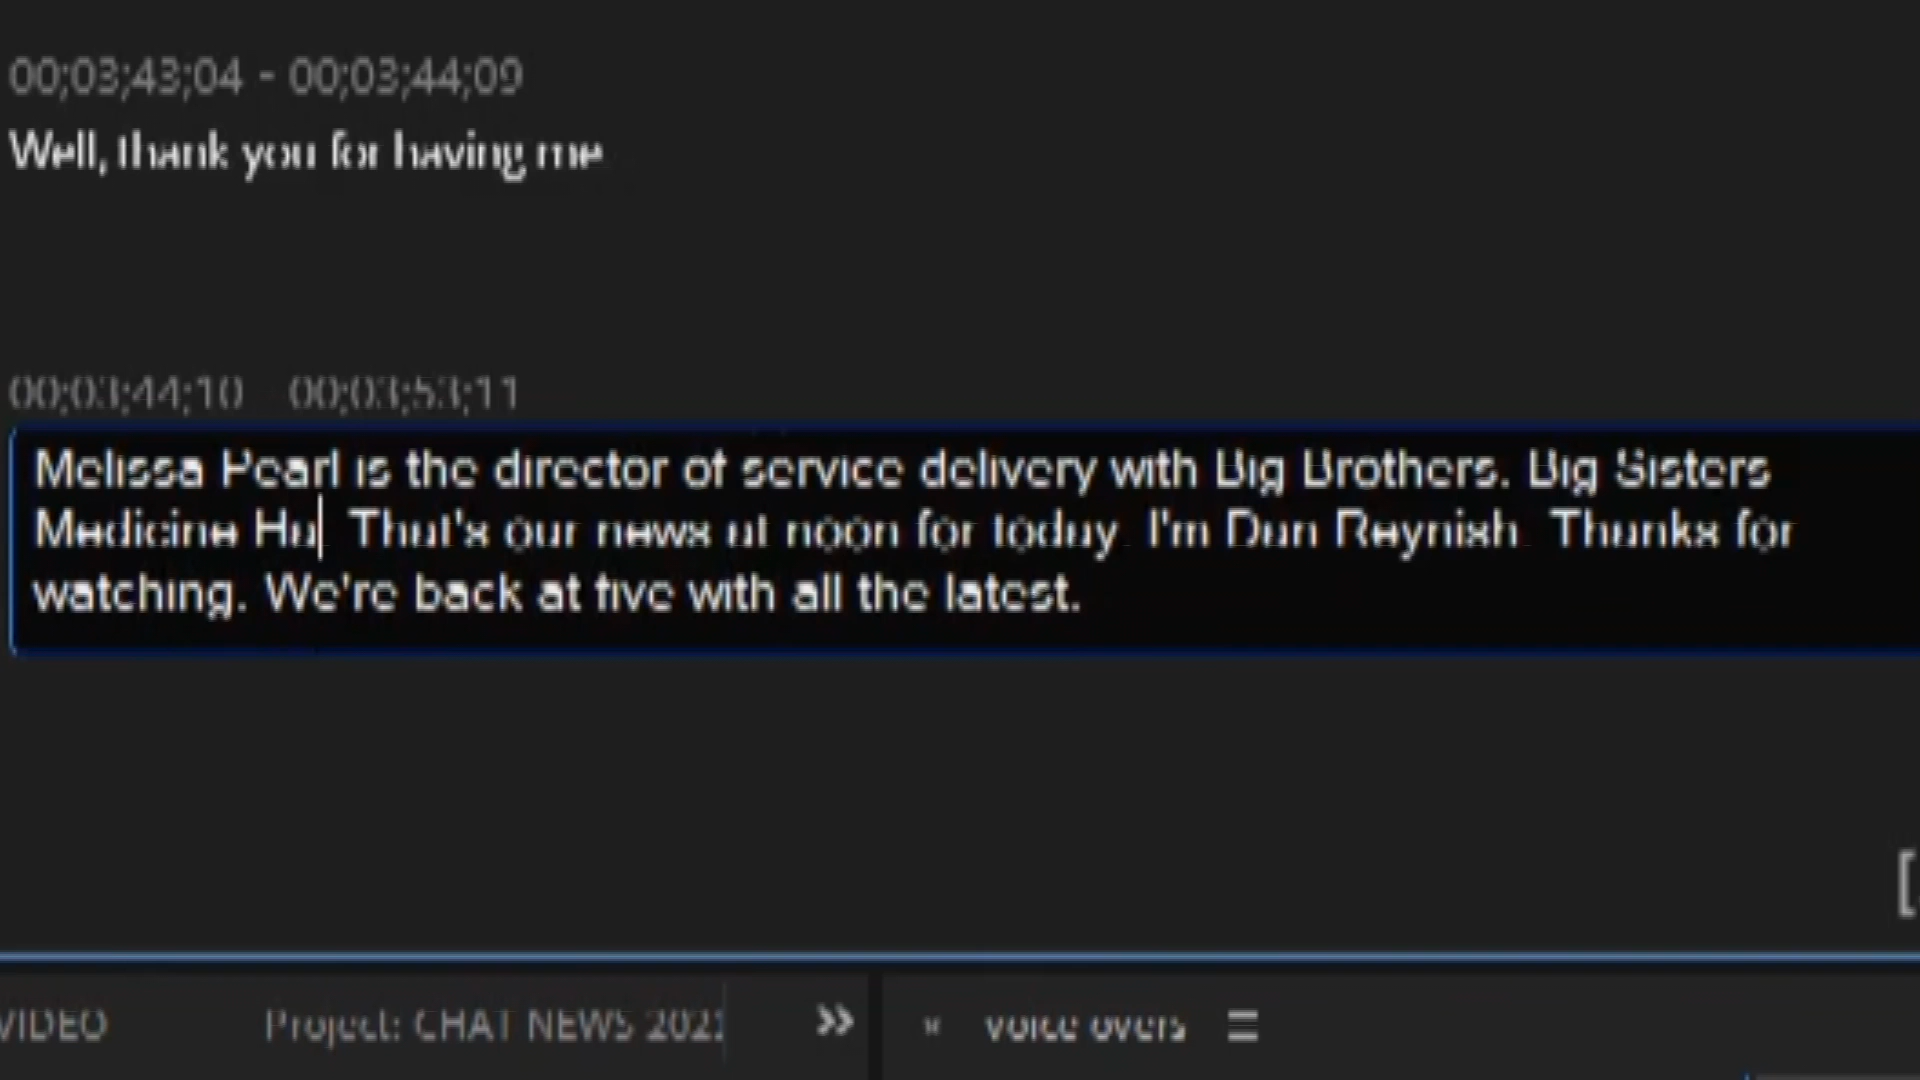 00;03;43;04 - 00;03;44;09
Well, thank you for having me
00;03;44;10 - 00;03;53;11
Melissa Pearl is the director of service delivery with Big Brothers. Big Sisters
Medicine Ha That's our news at noon for today. I'm Dan Reynish. Thanks for
watching. We're back at five with all the latest.
[
VIDEO
Project: CHAT NEWS 202
voice overs